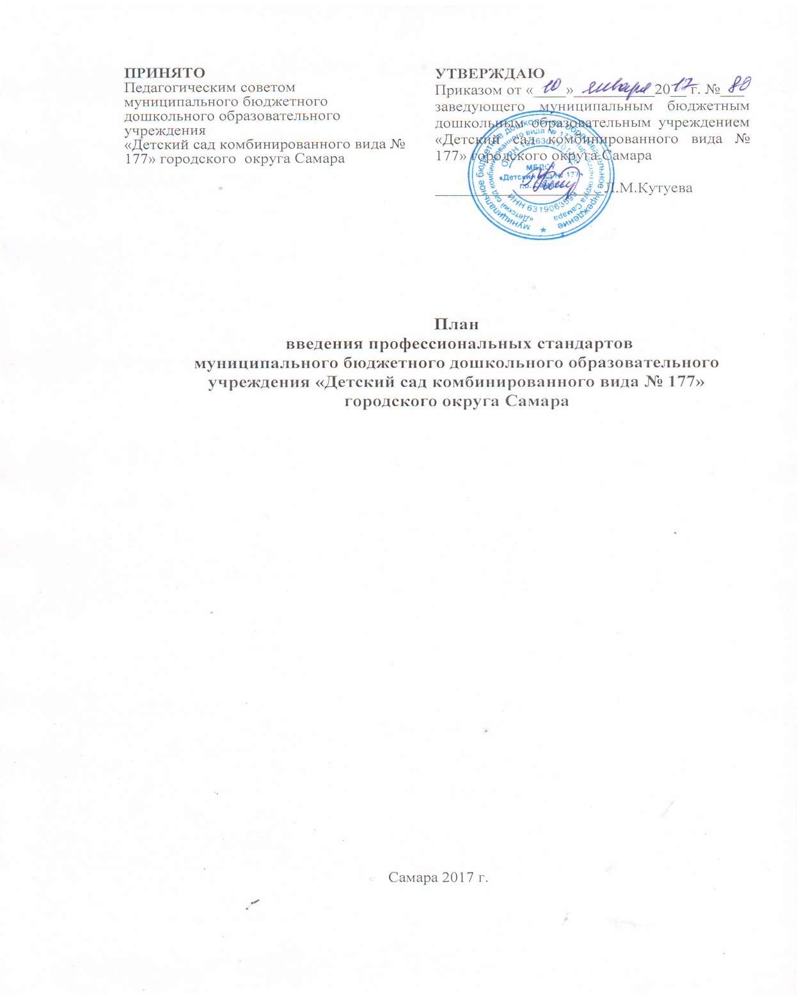 ПРИНЯТО
Педагогическим советом
муниципального бюджетного
дошкольного образовательного
учреждения
«Детский сад комбинированного вида №
177» городского округа Самара
УТВЕРЖДАЮ
Приказом от «10» января 2017 г. № 80
заведующего муниципальным бюджетным
дошкольным образовательным учреждением
«Детский сад комбинированного вида №
177» городского округа Самара
Л.М.Кутуева
муниципальное бюджетное дошкольное образовательное учреждение
«Детский сад комбинированного вида № 177» городского округа Самара
ОГРН
МБДОУ
«Детский сад № 177»
г.о. Самара
ИНН 6319063599
План
введения профессиональных стандартов
муниципального бюджетного дошкольного образовательного
учреждения «Детский сад комбинированного вида № 177»
городского округа Самара
Самара 2017 г.